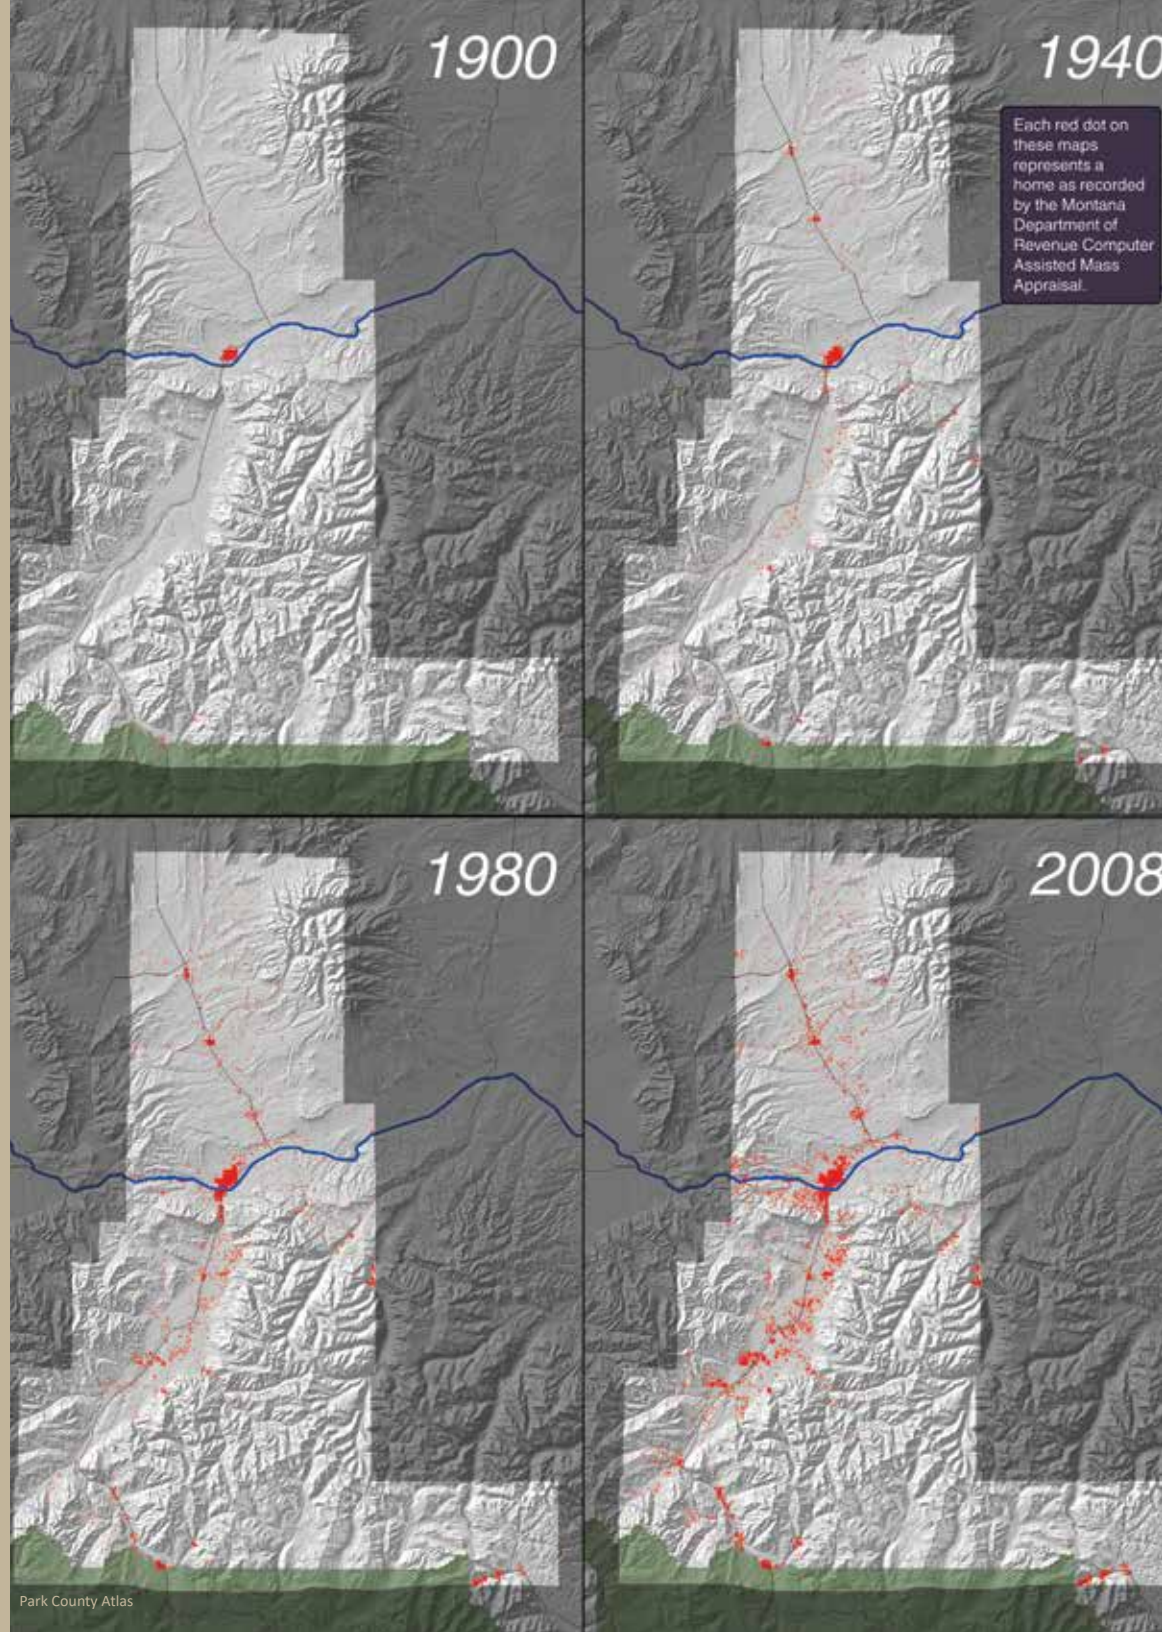 1900
1940
Each red dot on
these maps
represents a
home as recorded
by the Montana
Department of
Revenue Computer
Assisted Mass
Appraisal.
1980
2008
Park County Atlas